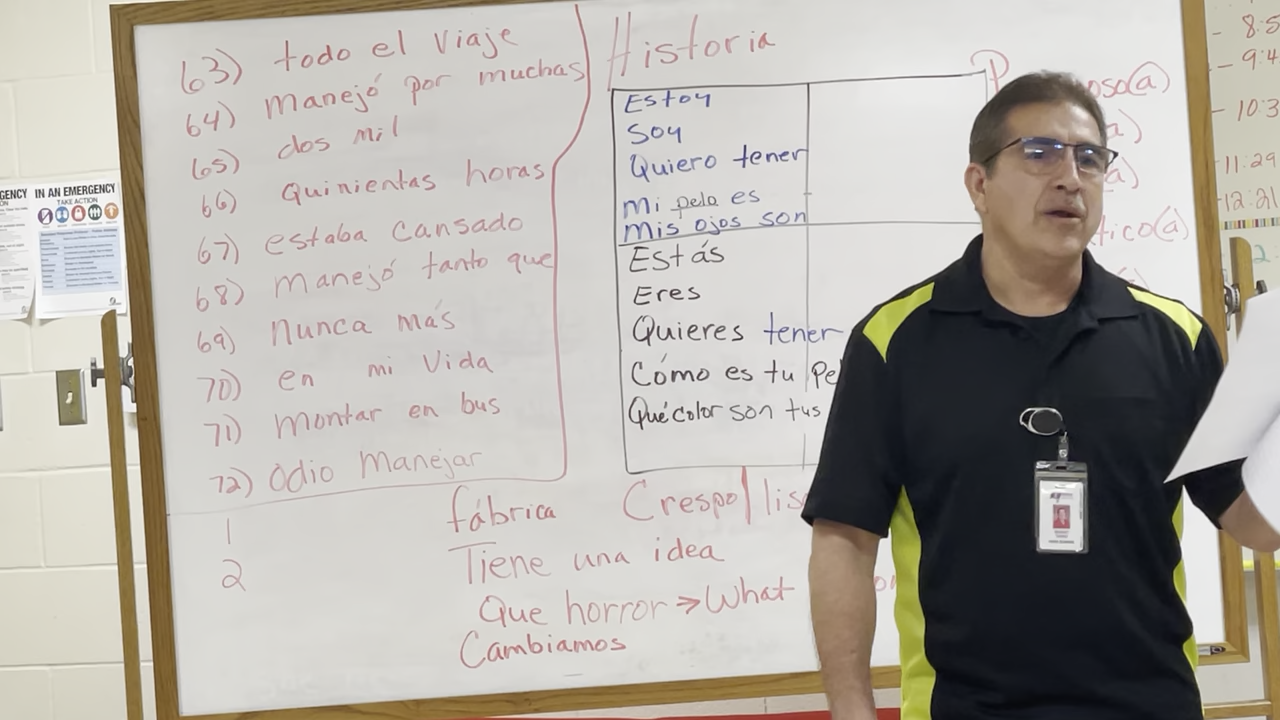 63) todo el viaje
64) manejó por muchas
65) dos mil
66) quinientas horas
67) estaba cansado
68) manejó tanto que
69) nunca más
70) en mi vida
71) montar en bus
72) Odio manejar
1
2
fábrica
Tiene una idea
Que horror → What
Cambiamos
Historia
Estoy
Soy
Quiero tener
mi pelo es
mis ojos son
Estás
Eres
Quieres tener
Cómo es tu
Qué color son tus
Crespo/
P
oso(a)
a)
a)
tico(a)
IN AN EMERGENCY
TAKE ACTION
8:5
9:4
10:3
11:29
12:21